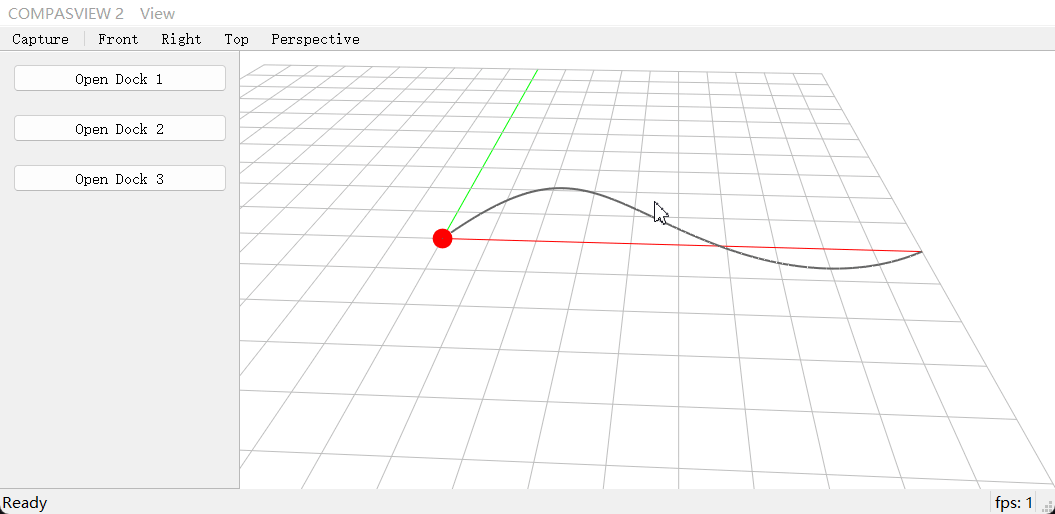 COMPASVIEW 2 View
Capture Front Right Top Perspective
Open Dock 1
Open Dock 2
Open Dock 3
Ready fps: 1